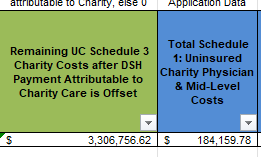 attributable to Charity, else 0
Application Data
Remaining UC Schedule 3
Charity Costs after DSH
Payment Attributable to
Charity Care is Offset
Total Schedule
1: Uninsured
Charity Physician
& Mid-Level
Costs
$ 3,306,756.62
$ 184,159.78